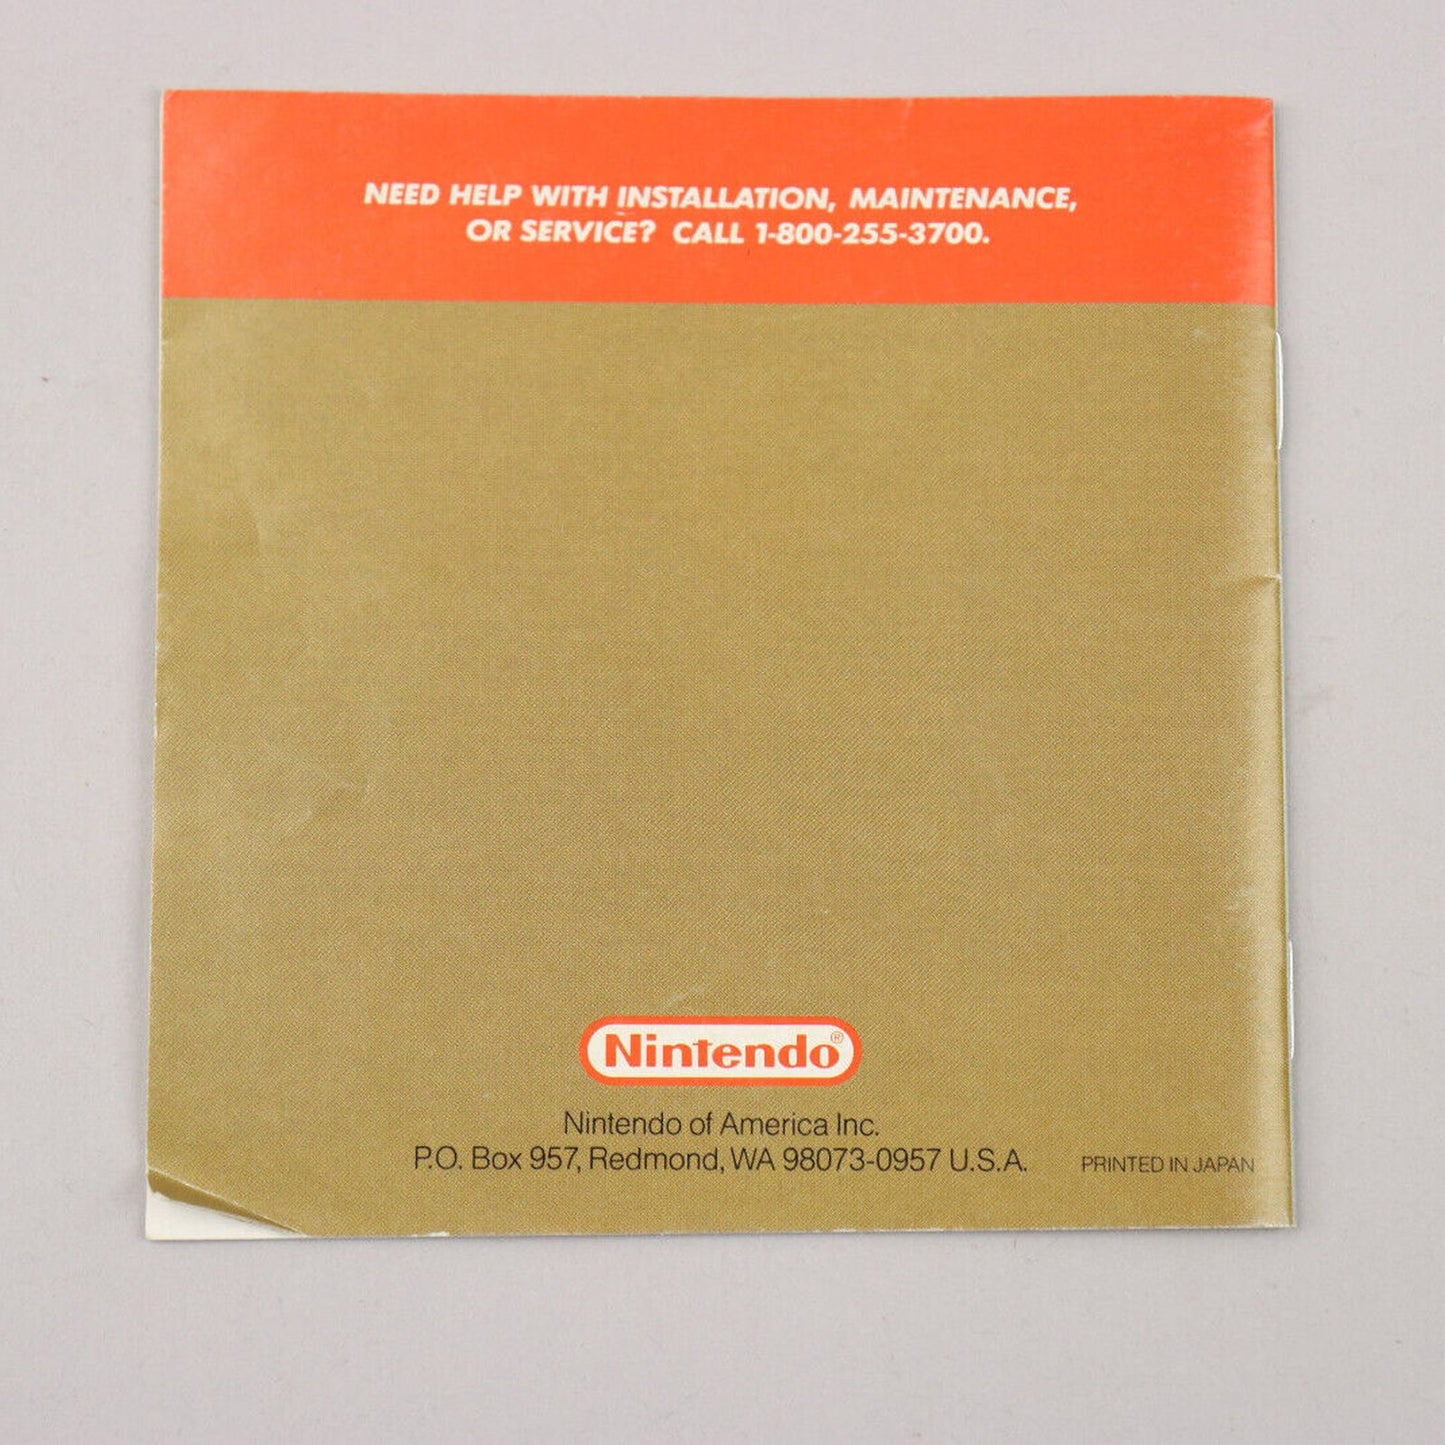 NEED HELP WITH INSTALLATION, MAINTENANCE,
OR SERVICE? CALL 1-800-255-3700.
Nintendo®
Nintendo of America Inc.
P.O. Box 957, Redmond, WA 98073-0957 U.S.A.
PRINTED IN JAPAN